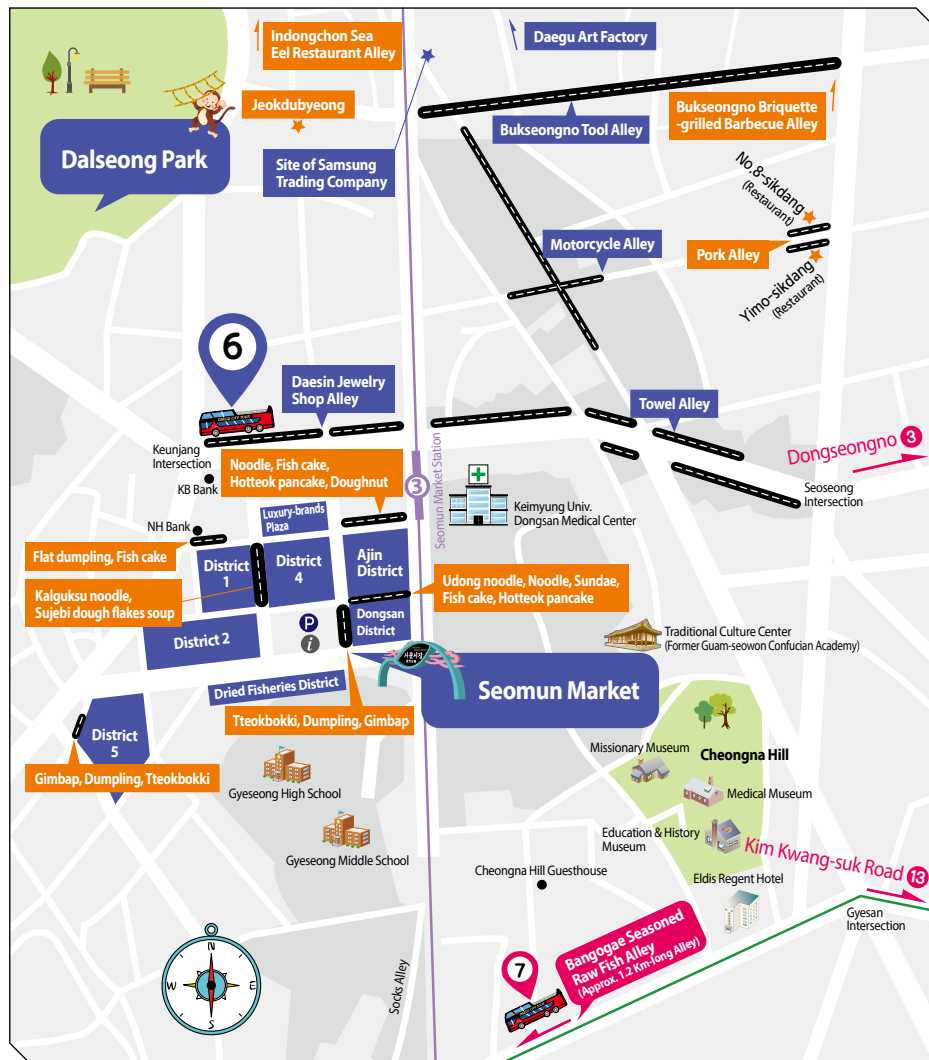 Indongchon Sea
Eel Restaurant Alley
Daegu Art Factory
Jeokdubyeong
Dalseong Park
Site of Samsung
Trading Company
Bukseongno Tool Alley
Bukseongno Briquette
-grilled Barbecue Alley
No.8-sikdang
(Restaurant)
Motorcycle Alley
Pork Alley
Yimo-sikdang
(Restaurant)
6
Daesin Jewelry
Shop Alley
Towel Alley
Dongseongno 3
Keunjang
Intersection
KB Bank
Noodle, Fish cake,
Hotteok pancake, Doughnut
3
Seomun Market Station
Keimyung Univ.
Dongsan Medical Center
Seoseong
Intersection
NH Bank
Luxury-brands
Plaza
Flat dumpling, Fish cake
District
1
District
4
Ajin
District
Kalguksu noodle,
Sujebi dough flakes soup
Udong noodle, Noodle, Sundae,
Fish cake, Hotteok pancake
District 2
P
i
Dongsan
District
서문시장
Traditional Culture Center
(Former Guam-seowon Confucian Academy)
Dried Fisheries District
Seomun Market
Tteokbokki, Dumpling, Gimbap
District
5
Gimbap, Dumpling, Tteokbokki
Gyeseong High School
Gyeseong Middle School
Missionary Museum
Cheongna Hill
Medical Museum
Education & History
Museum
Kim Kwang-suk Road 13
Cheongna Hill Guesthouse
Eldis Regent Hotel
Gyesan
Intersection
N
W
E
S
Socks Alley
7
Bangogae Seasoned
Raw Fish Alley
(Approx. 1.2 Km-long Alley)